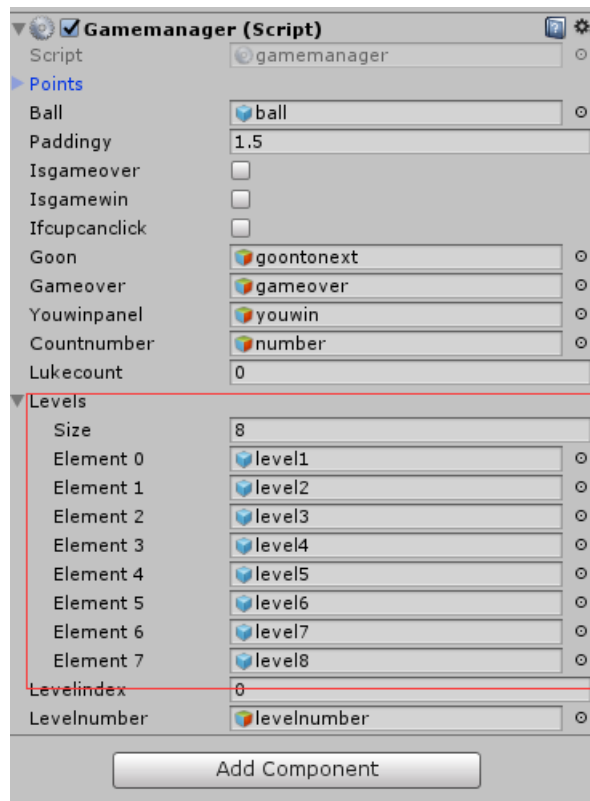 Gamemanager (Script)
Script gamemanager
Points
Ball ball
Paddingy 1.5
Isgameover
Isgamewin
Ifcupcanclick
Goon goontonext
Gameover gameover
Youwinpanel youwin
Countnumber number
Lukecount 0
Levels
Size 8
Element 0 level1
Element 1 level2
Element 2 level3
Element 3 level4
Element 4 level5
Element 5 level6
Element 6 level7
Element 7 level8
Levelindex 0
Levelnumber levelnumber
Add Component